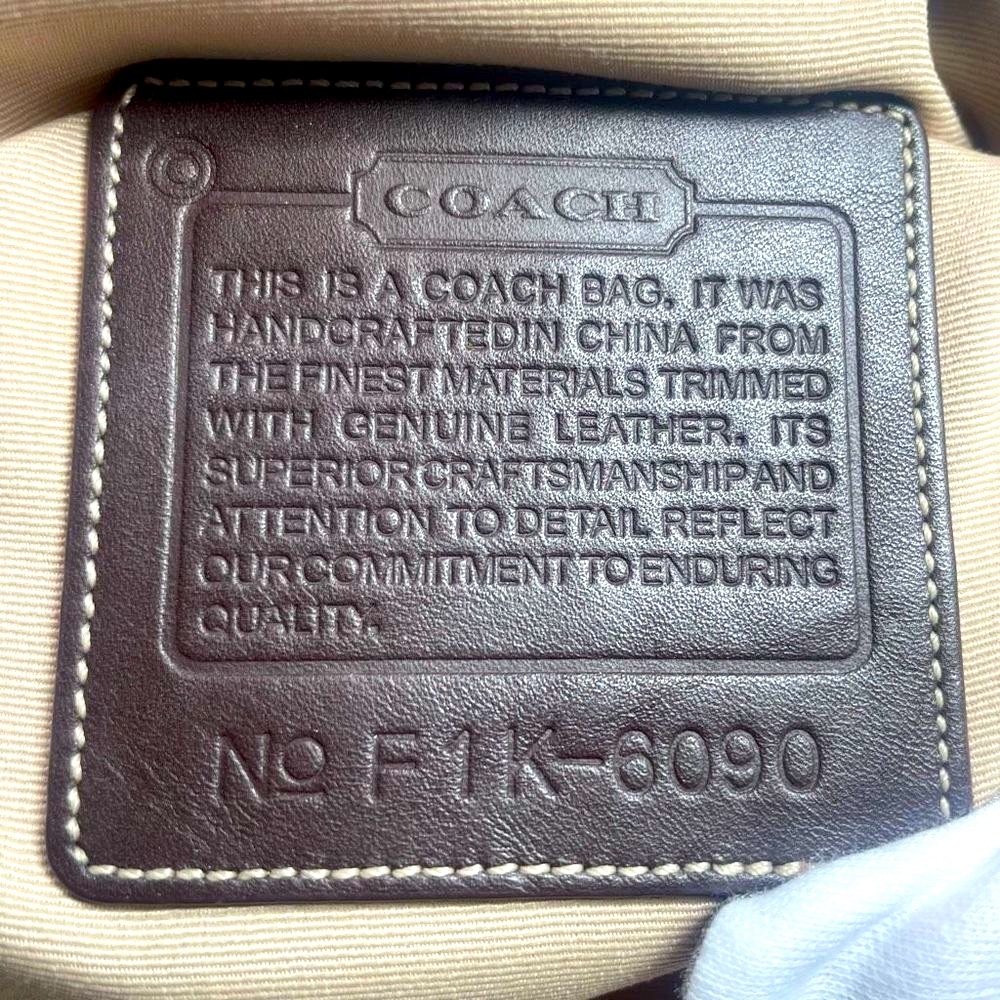 COACH
THIS IS A COACH BAG. IT WAS
HANDCRAFTEDIN CHINA FROM
THE FINEST MATERIALS TRIMMED
WITH GENUINE LEATHER. ITS
SUPERIOR CRAFTSMANSHIP AND
ATTENTION TO DETAIL REFLECT
OUR COMMITMENT TO ENDURING
QUALITY.
No F1K-6090